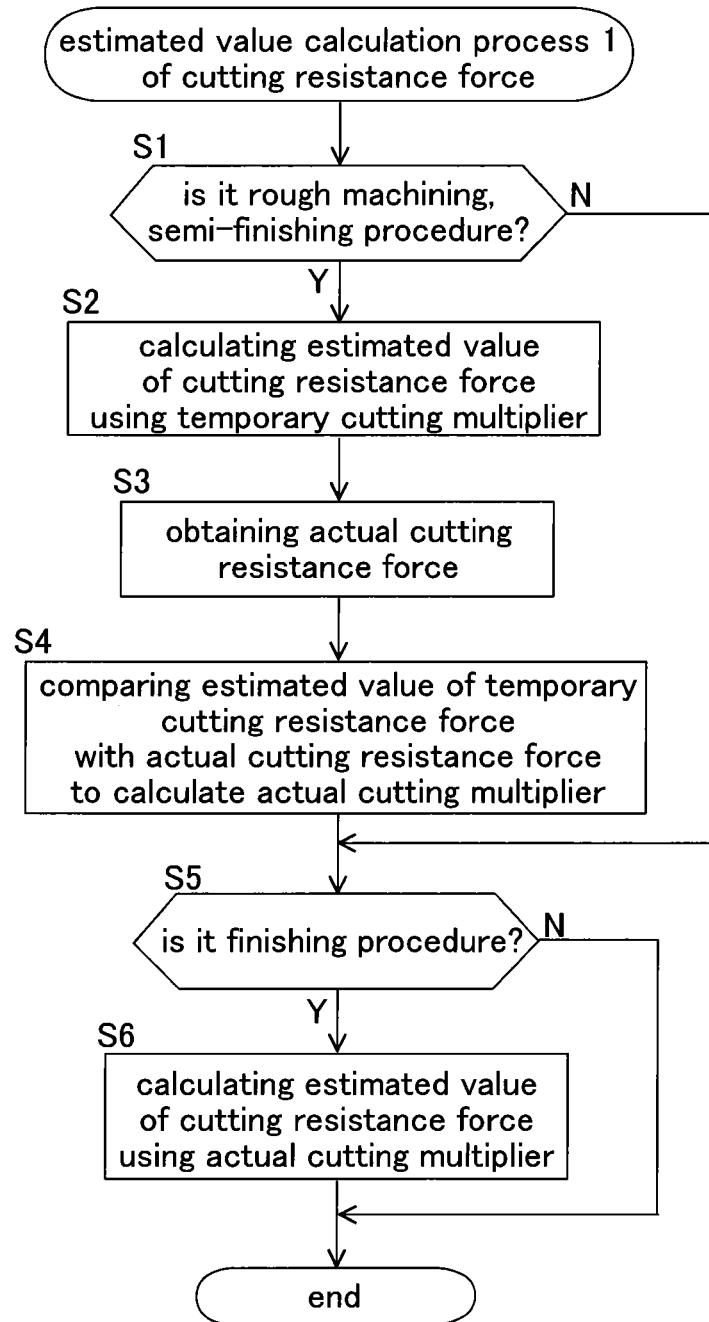 estimated value calculation process 1
of cutting resistance force
S1
is it rough machining,
semi-finishing procedure?
N
Y
S2
calculating estimated value
of cutting resistance force
using temporary cutting multiplier
S3
obtaining actual cutting
resistance force
S4
comparing estimated value of temporary
cutting resistance force
with actual cutting resistance force
to calculate actual cutting multiplier
S5
is it finishing procedure?
N
Y
S6
calculating estimated value
of cutting resistance force
using actual cutting multiplier
end